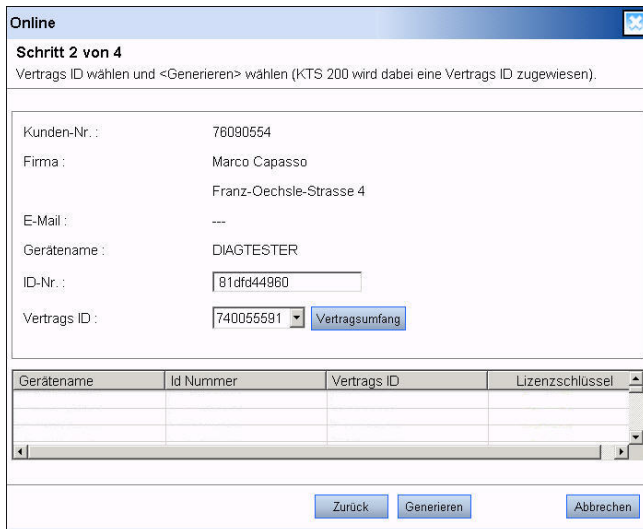 Online
Schritt 2 von 4
Vertrags ID wählen und <Generieren> wählen (KTS 200 wird dabei eine Vertrags ID zugewiesen).
Kunden-Nr. : 76090554
Firma : Marco Capasso
Franz-Oechsle-Strasse 4
E-Mail : ---
Gerätename : DIAGTESTER
ID-Nr. : 81dfd44960
Vertrags ID : 740055591 Vertragsumfang
Gerätename Id Nummer Vertrags ID Lizenzschlüssel
Zurück Generieren Abbrechen